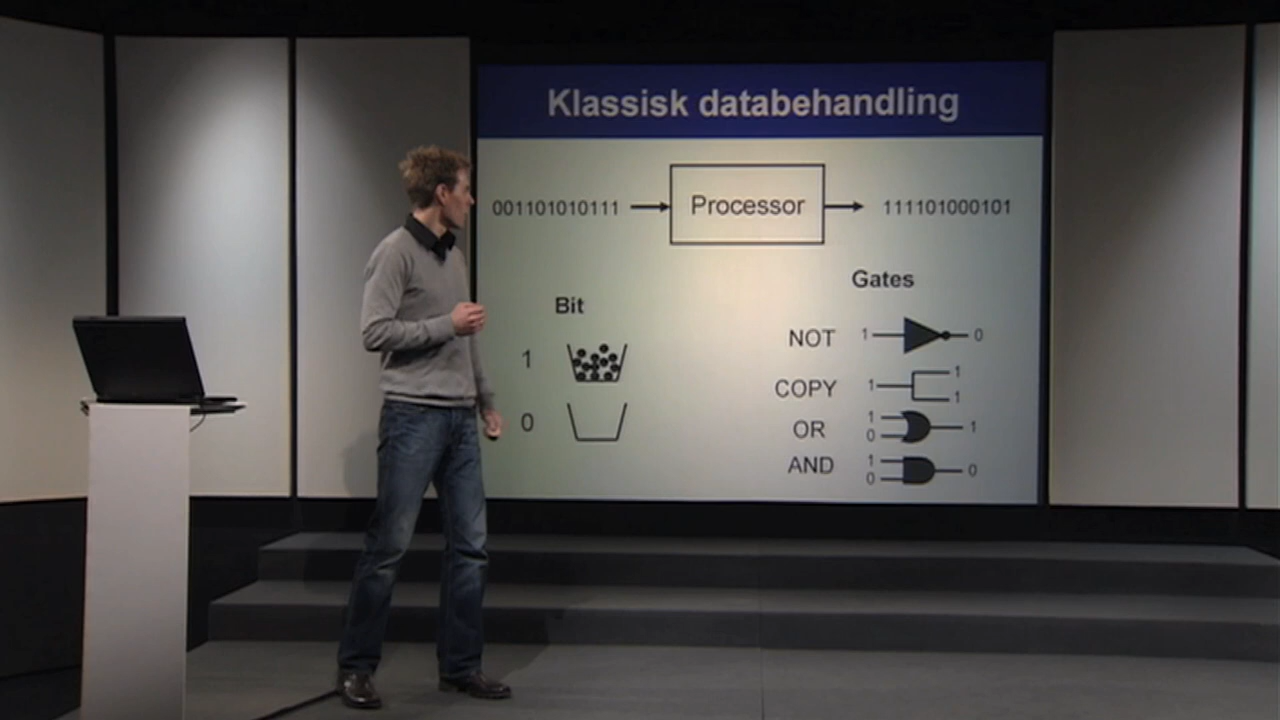 Klassisk databehandling
001101010111 Processor 111101000101
Bit
1
0
Gates
NOT 1 0
COPY 1 1 1
OR 1 0 1
AND 1 0 0